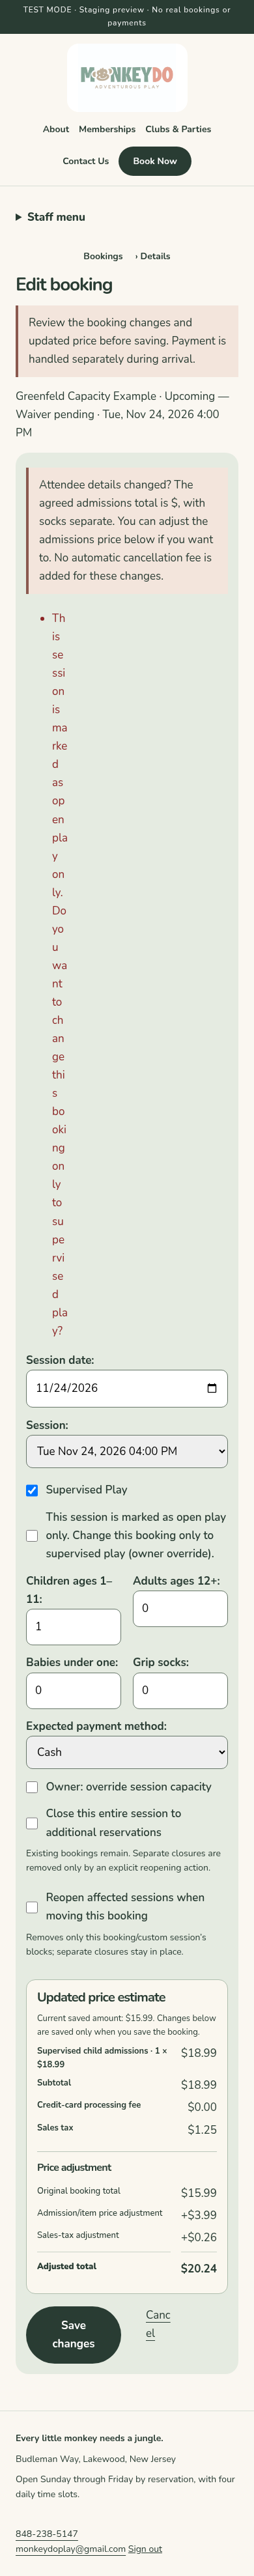 TEST MODE · Staging preview · No real bookings or
payments
MONKEYDO
ADVENTUROUS PLAY
About Memberships Clubs & Parties
Contact Us Book Now
▶ Staff menu
Bookings › Details
Edit booking
Review the booking changes and
updated price before saving. Payment is
handled separately during arrival.
Greenfeld Capacity Example · Upcoming —
Waiver pending · Tue, Nov 24, 2026 4:00
PM
Attendee details changed? The
agreed admissions total is $, with
socks separate. You can adjust the
admissions price below if you want
to. No automatic cancellation fee is
added for these changes.
• Th
is
se
ssi
on
is
ma
rke
d
as
op
en
pla
y
on
ly.
Do
yo
u
wa
nt
to
ch
an
ge
thi
s
bo
oki
ng
on
ly
to
su
pe
rvi
se
d
pla
y?
Session date:
11/24/2026
Session:
Tue Nov 24, 2026 04:00 PM
Supervised Play
This session is marked as open play
only. Change this booking only to
supervised play (owner override).
Children ages 1–
11:
1
Adults ages 12+:
0
Babies under one:
0
Grip socks:
0
Expected payment method:
Cash
Owner: override session capacity
Close this entire session to
additional reservations
Existing bookings remain. Separate closures are
removed only by an explicit reopening action.
Reopen affected sessions when
moving this booking
Removes only this booking/custom session's
blocks; separate closures stay in place.
Updated price estimate
Current saved amount: $15.99. Changes below
are saved only when you save the booking.
Supervised child admissions · 1 ×
$18.99
$18.99
Subtotal $18.99
Credit-card processing fee $0.00
Sales tax $1.25
Price adjustment
Original booking total $15.99
Admission/item price adjustment +$3.99
Sales-tax adjustment +$0.26
Adjusted total $20.24
Save
changes
Canc
el
Every little monkey needs a jungle.
Budleman Way, Lakewood, New Jersey
Open Sunday through Friday by reservation, with four
daily time slots.
848-238-5147
monkeydoplay@gmail.com Sign out